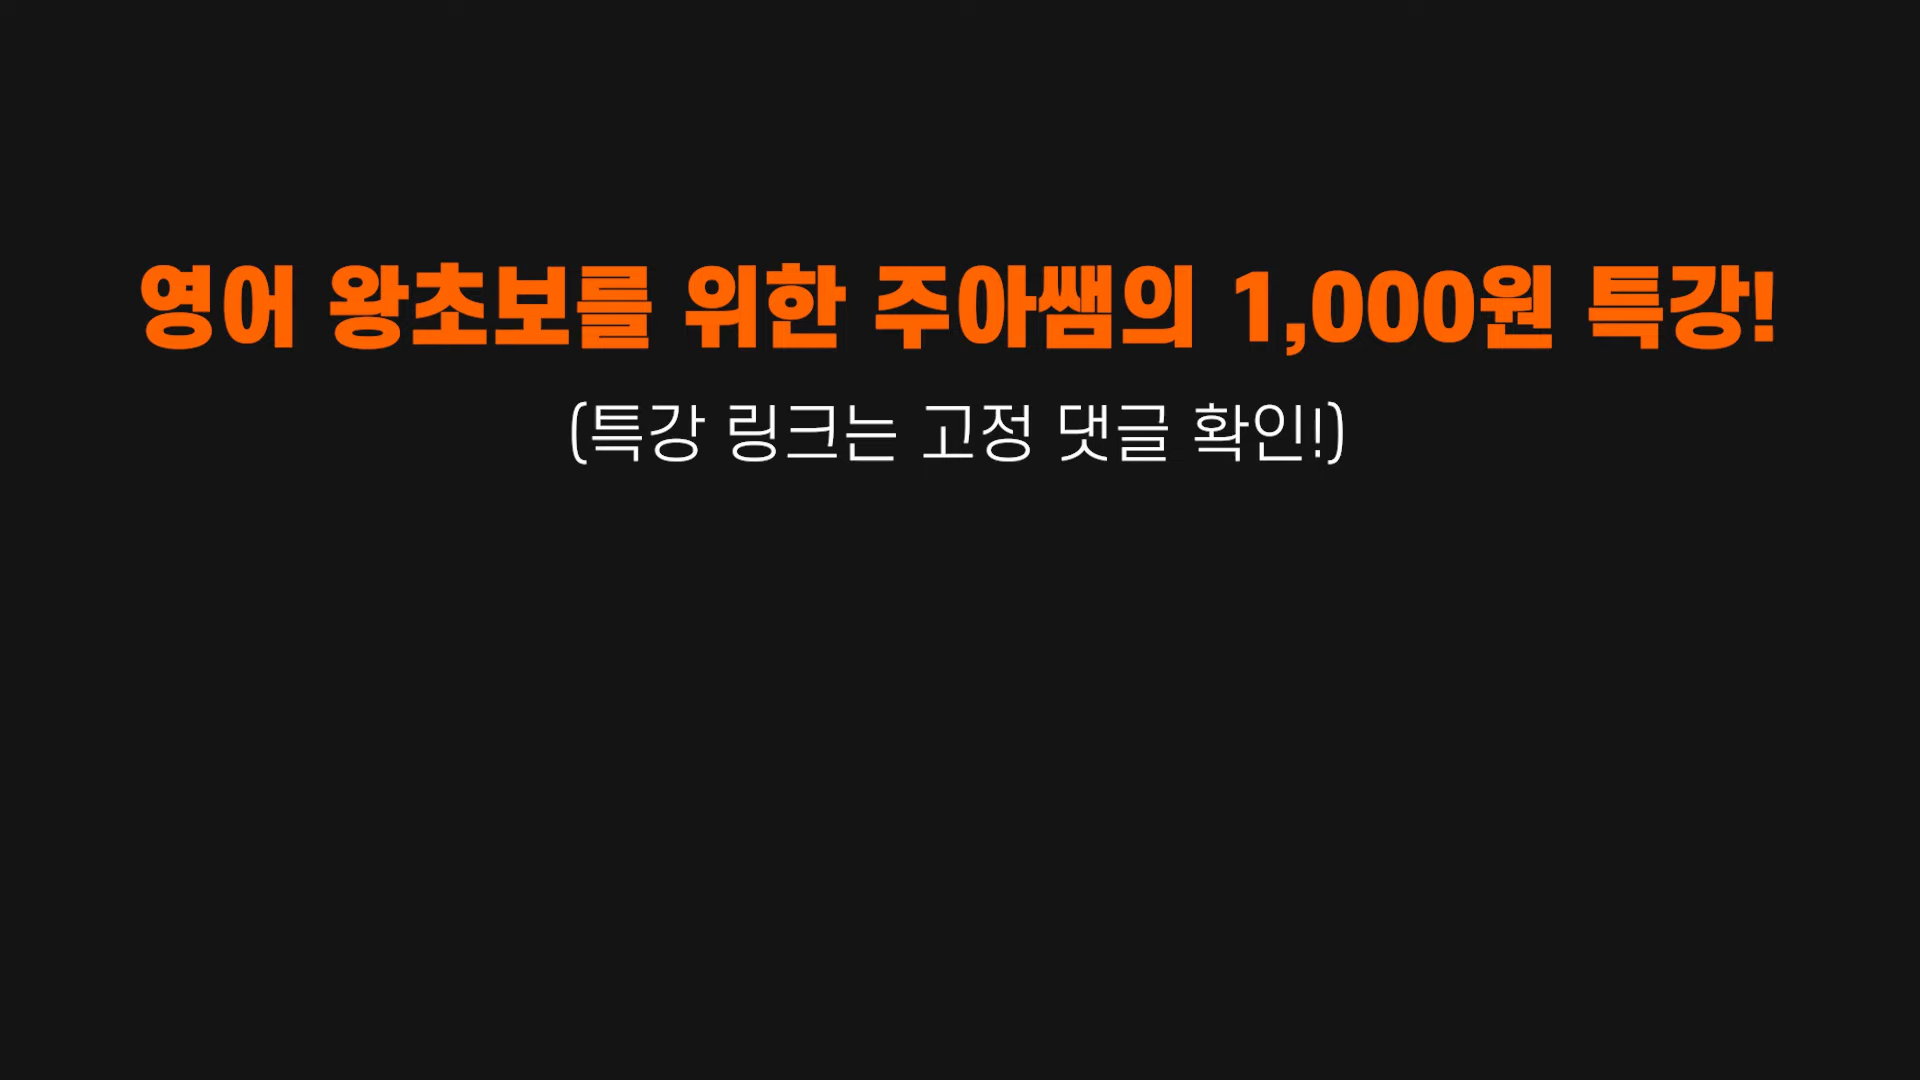 영어 왕초보를 위한 주아쌤의 1,000원 특강!
(특강 링크는 고정 댓글 확인!)